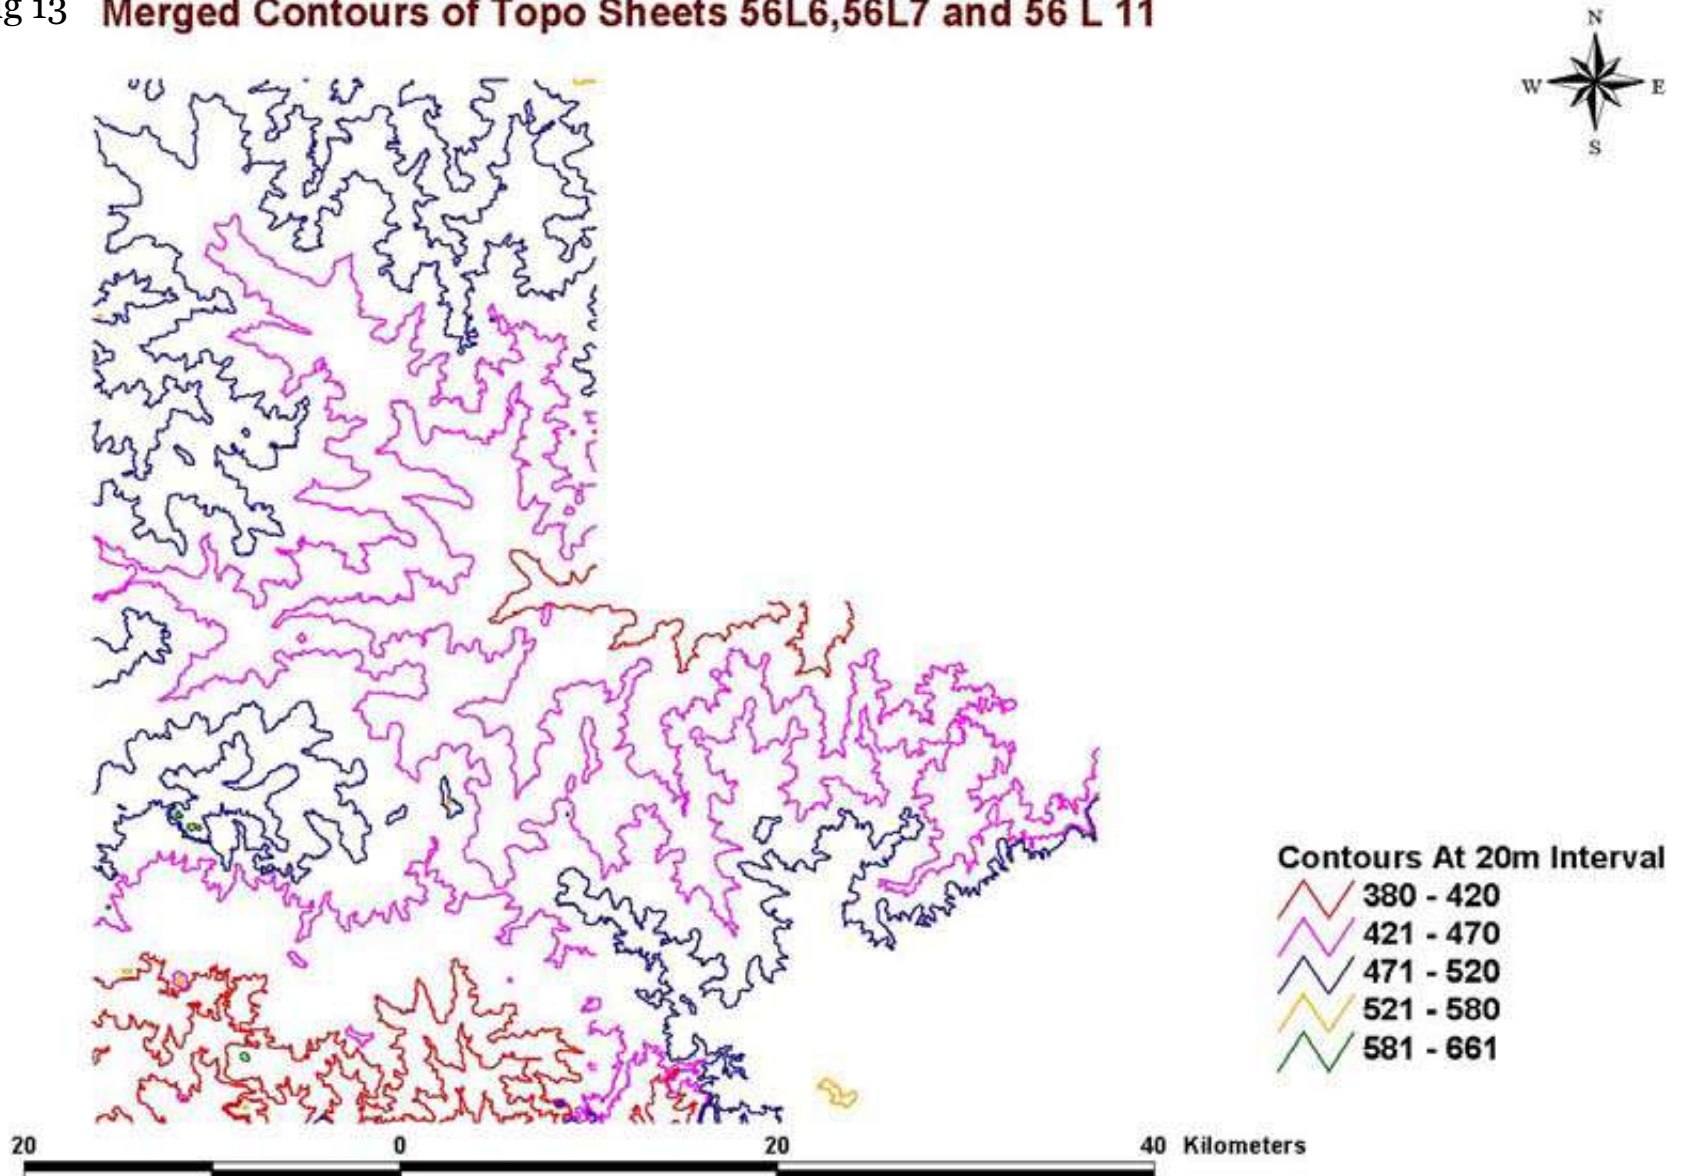 g 13
Merged Contours of Topo Sheets 56L6,56L7 and 56 L 11
N
W E
S
Contours At 20m Interval
380 - 420
421 - 470
471 - 520
521 - 580
581 - 661
20 0 20 40 Kilometers